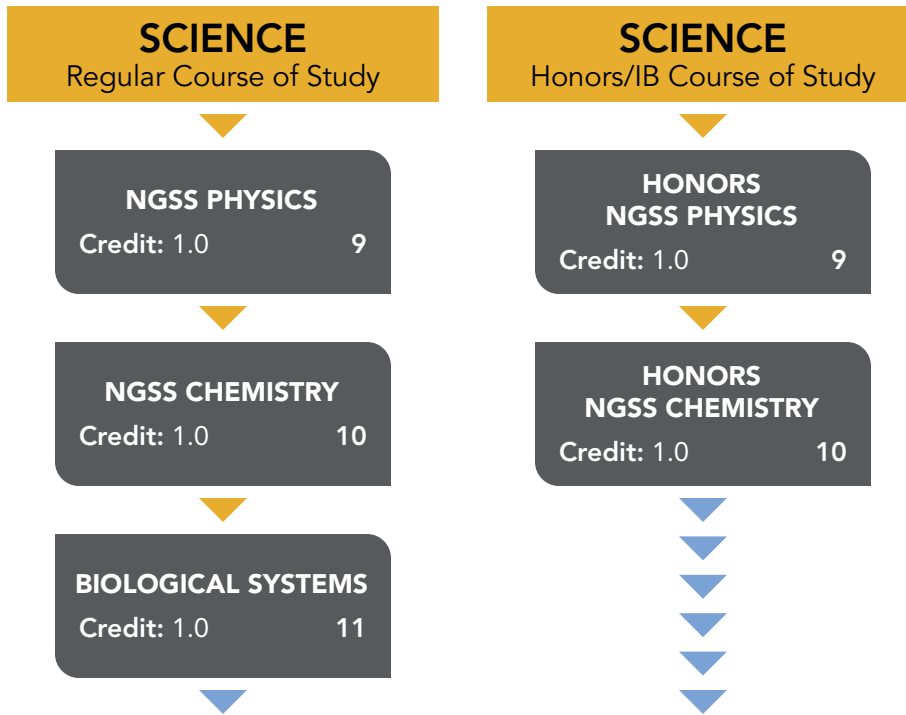 SCIENCE
Regular Course of Study
NGSS PHYSICS
Credit: 1.0 9
NGSS CHEMISTRY
Credit: 1.0 10
BIOLOGICAL SYSTEMS
Credit: 1.0 11
SCIENCE
Honors/IB Course of Study
HONORS
NGSS PHYSICS
Credit: 1.0 9
HONORS
NGSS CHEMISTRY
Credit: 1.0 10